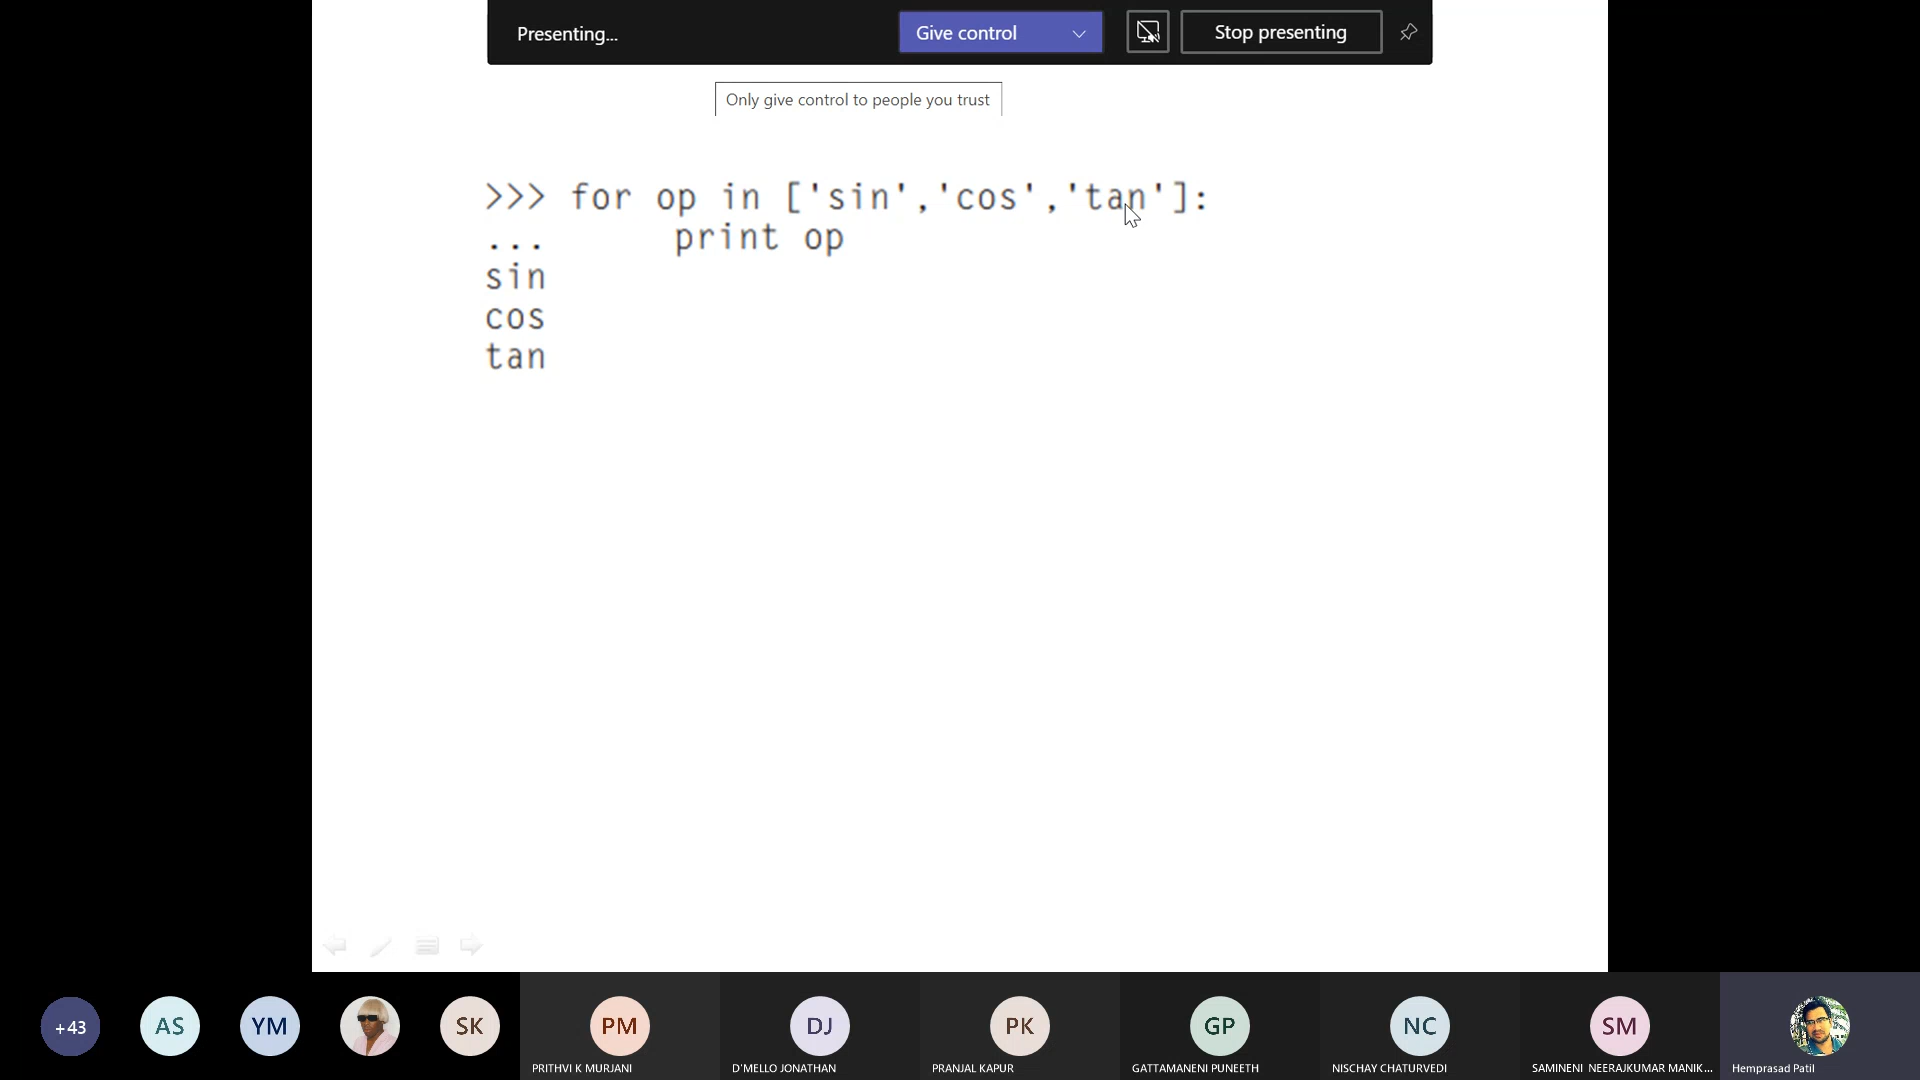 Presenting...
Give control
Stop presenting
Only give control to people you trust
>>> for op in ['sin','cos','tan']:
... print op
sin
cos
tan
+43
AS
YM
SK
PM
DJ
PK
GP
NC
SM
PRITHVI K MURJANI
D'MELLO JONATHAN
PRANJAL KAPUR
GATTAMANENI PUNEETH
NISCHAY CHATURVEDI
SAMINENI NEERAJKUMAR MANIK...
Hemprasad Patil